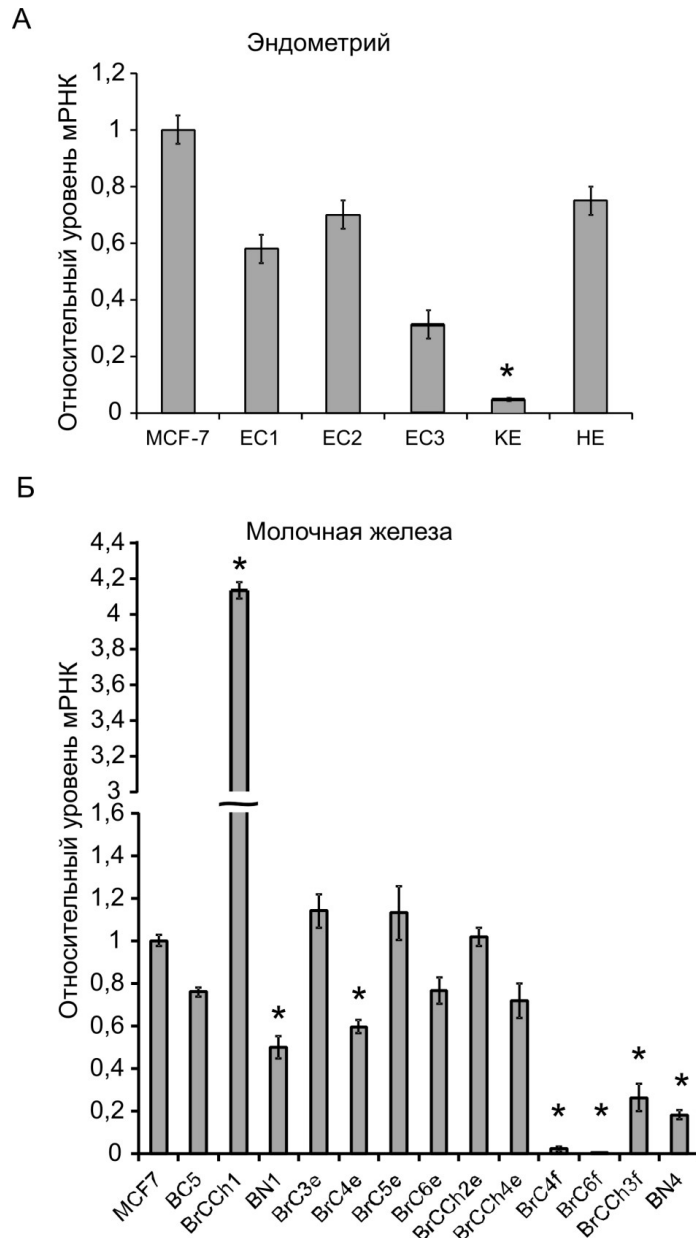 А
Эндометрий
Относительный уровень мРНК
1,2
1
0,8
0,6
0,4
0,2
0
*
MCF-7 EC1 EC2 EC3 KE HE
Б
Молочная железа
Относительный уровень мРНК
4,4
4,2
4
3,8
3,6
3,4
3,2
3
1,6
1,4
1,2
1
0,8
0,6
0,4
0,2
0
* * * * * * *
MCF7 BC5 BrCCh1 BN1 BrC3e BrC4e BrC5e BrC6e BrCCh2e BrCCh4e BrC4f BrC6f BrCCh3f BN4